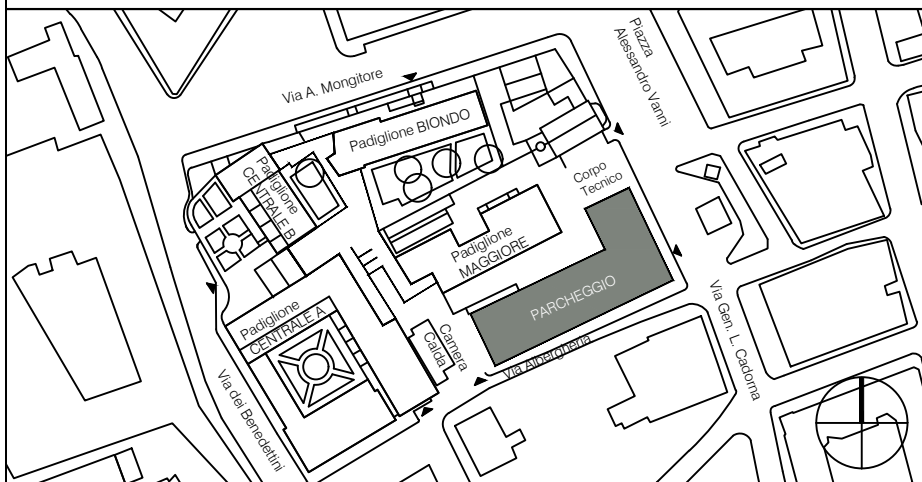 Piazza
Alessandro Vanni
Via A. Mongitore
Padiglione BIONDO
Padiglione
CENTRALE B
Corpo
Tecnico
Padiglione
MAGGIORE
PARCHEGGIO
Padiglione
CENTRALE A
Camera
Calda
Via Albergheria
Via Gen. L. Cadorna
Via dei Benedettini